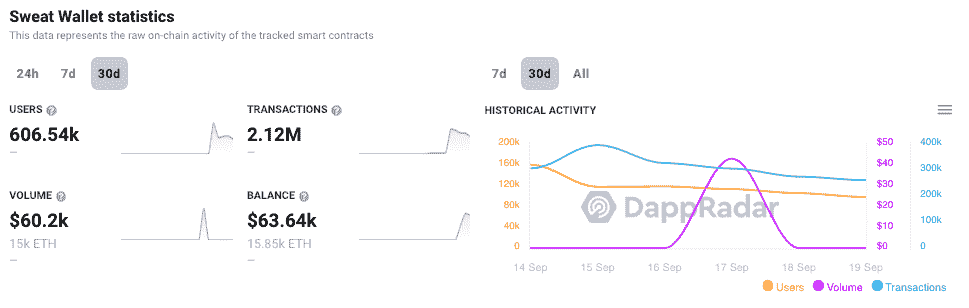 Sweat Wallet statistics
This data represents the raw on-chain activity of the tracked smart contracts
24h 7d 30d
7d 30d All
USERS ?
606.54k
—
TRANSACTIONS ?
2.12M
—
HISTORICAL ACTIVITY
VOLUME ?
$60.2k
15k ETH
—
BALANCE ?
$63.64k
15.85k ETH
—
200k
160k
120k
80k
40k
0
$50
$40
$30
$20
$10
$0
400k
300k
200k
100k
0
DappRadar
14 Sep 15 Sep 16 Sep 17 Sep 18 Sep 19 Sep
Users Volume Transactions